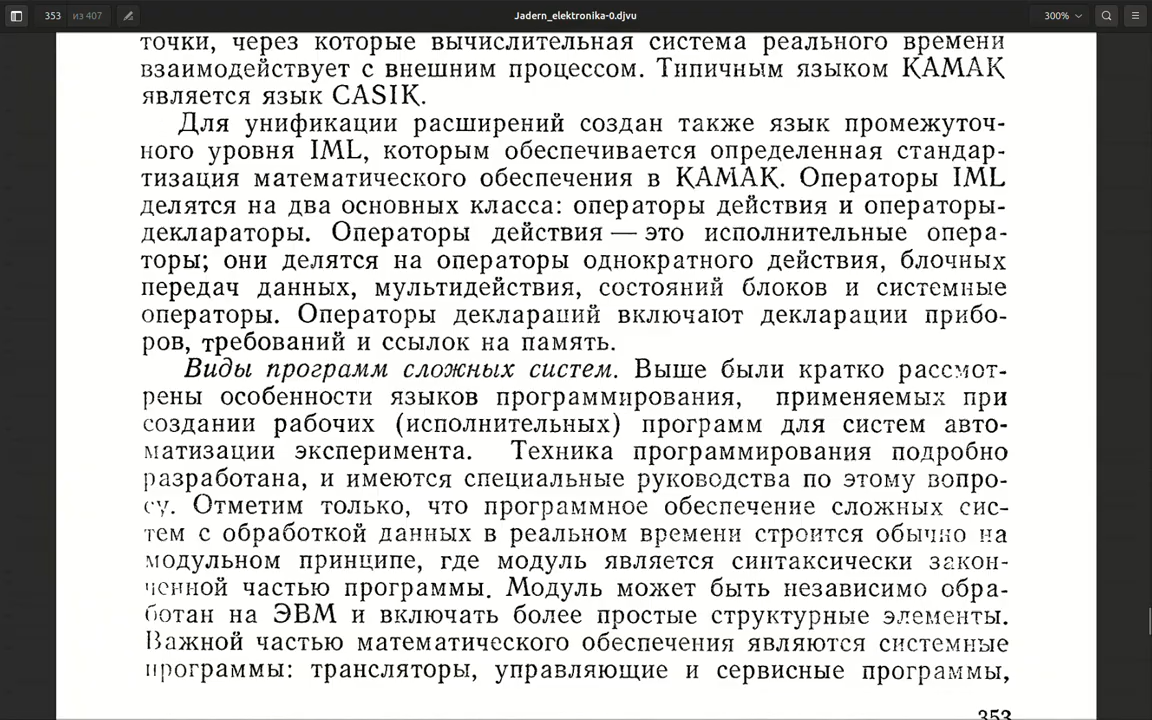 353 из 407
Jadern_elektronika-0.djvu
300%
точки, через которые вычислительная система реального времени
взаимодействует с внешним процессом. Типичным языком КАМАК
является язык CASIK.
Для унификации расширений создан также язык промежуточ-
ного уровня IML, которым обеспечивается определенная стандар-
тизация математического обеспечения в КАМАК. Операторы IML
делятся на два основных класса: операторы действия и операторы-
деклараторы. Операторы действия — это исполнительные опера-
торы; они делятся на операторы однократного действия, блочных
передач данных, мультидействия, состояний блоков и системные
операторы. Операторы деклараций включают декларации прибо-
ров, требований и ссылок на память.
Виды программ сложных систем. Выше были кратко рассмот-
рены особенности языков программирования, применяемых при
создании рабочих (исполнительных) программ для систем авто-
матизации эксперимента. Техника программирования подробно
разработана, и имеются специальные руководства по этому вопро-
су. Отметим только, что программное обеспечение сложных сис-
тем с обработкой данных в реальном времени строится обычно на
модульном принципе, где модуль является синтаксически закон-
ченной частью программы. Модуль может быть независимо обра-
ботан на ЭВМ и включать более простые структурные элементы.
Важной частью математического обеспечения являются системные
программы: трансляторы, управляющие и сервисные программы,
353